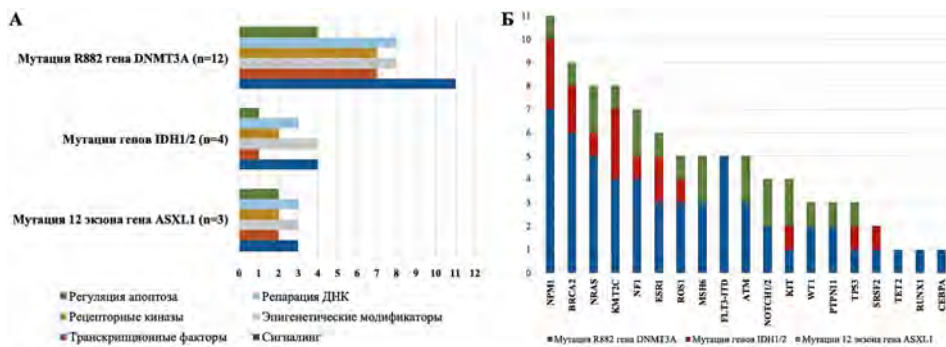 А
Мутация R882 гена DNMT3A (n=12)
Мутации генов IDH1/2 (n=4)
Мутация 12 экзона гена ASXL1 (n=3)
0 1 2 3 4 5 6 7 8 9 10 11 12
Регуляция апоптоза
Репарация ДНК
Рецепторные киназы
Эпигенетические модификаторы
Транскрипционные факторы
Сигналинг
Б
11
10
9
8
7
6
5
4
3
2
1
0
NPM1
BRCA2
NRAS
KMT2C
NF1
ESR1
ROS1
MSH6
FLT3-ITD
ATM
NOTCH1/2
KIT
WT1
PTPN11
TP53
SRSF2
TET2
RUNX1
CEBPA
Мутация R882 гена DNMT3A
Мутации генов IDH1/2
Мутация 12 экзона гена ASXL1